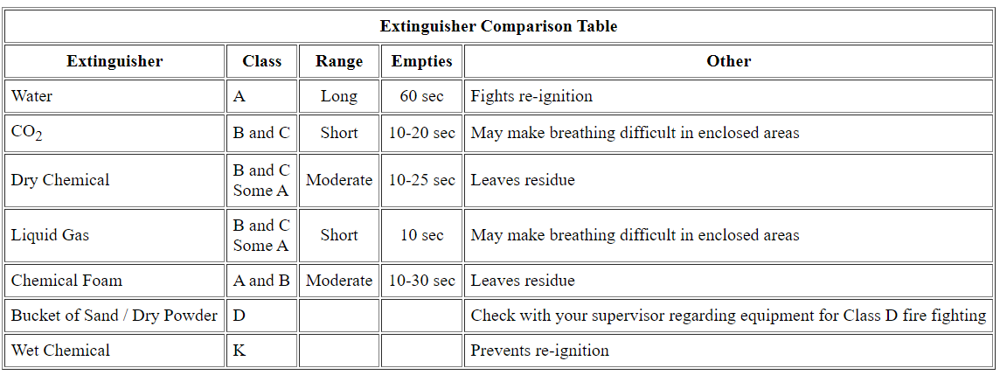 Extinguisher Comparison Table
Extinguisher Class Range Empties Other
Water A Long 60 sec Fights re-ignition
CO₂ B and C Short 10-20 sec May make breathing difficult in enclosed areas
Dry Chemical B and C Some A Moderate 10-25 sec Leaves residue
Liquid Gas B and C Some A Short 10 sec May make breathing difficult in enclosed areas
Chemical Foam A and B Moderate 10-30 sec Leaves residue
Bucket of Sand / Dry Powder D Check with your supervisor regarding equipment for Class D fire fighting
Wet Chemical K Prevents re-ignition